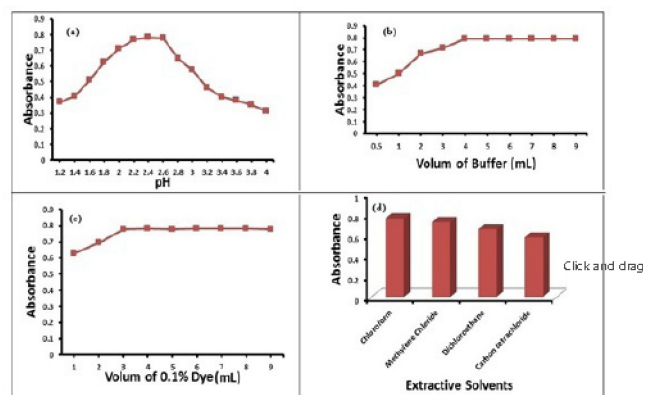 (a)
Absorbance
0.9
0.8
0.7
0.6
0.5
0.4
0.3
0.2
0.1
0
1.2 1.4 1.6 1.8 2 2.2 2.4 2.6 2.8 3 3.2 3.4 3.6 3.8 4
pH
(b)
Absorbance
0.9
0.8
0.7
0.6
0.5
0.4
0.3
0.2
0.1
0
0.5 1 2 3 4 5 6 7 8 9
Volum of Buffer (mL)
(c)
Absorbance
0.9
0.8
0.7
0.6
0.5
0.4
0.3
0.2
0.1
0
1 2 3 4 5 6 7 8 9
Volum of 0.1% Dye(mL)
(d)
Absorbance
1
0.8
0.6
0.4
0.2
0
Chloroform
Methylene Chloride
Dichloroethane
Carbon tetrachloride
Extractive Solvents
Click and drag